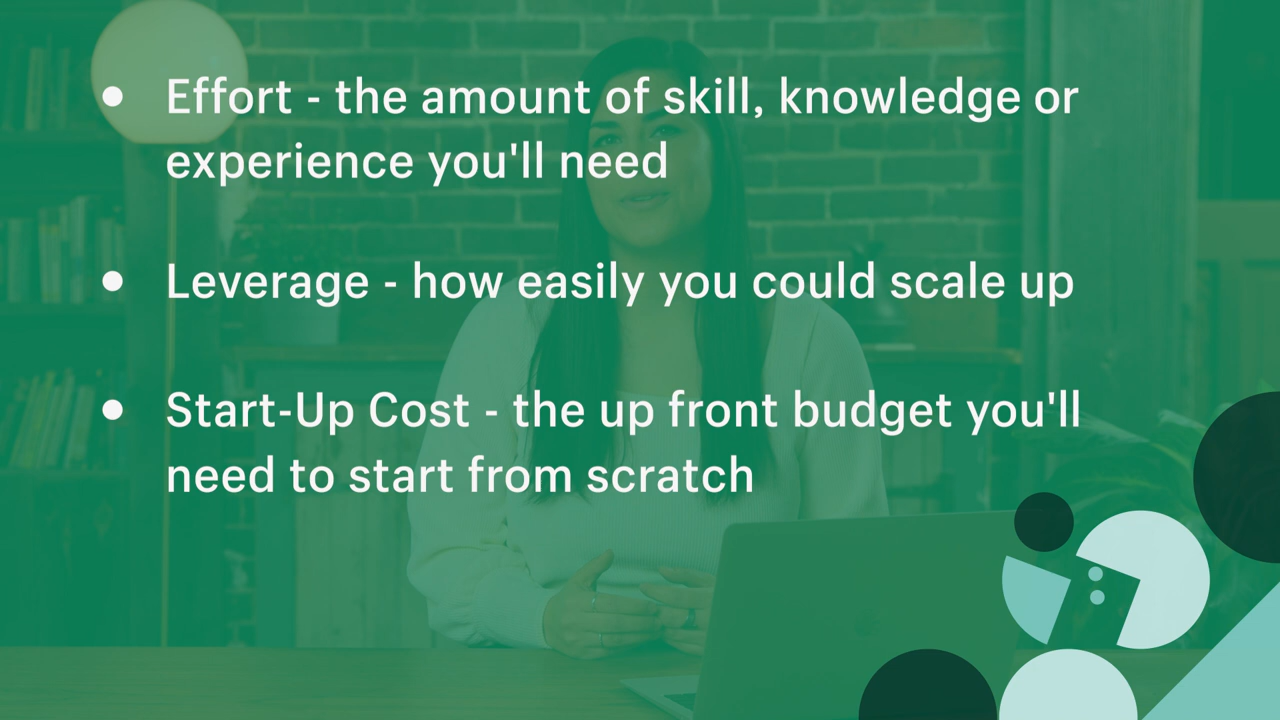 • Effort - the amount of skill, knowledge or
experience you'll need
• Leverage - how easily you could scale up
• Start-Up Cost - the up front budget you'll
need to start from scratch